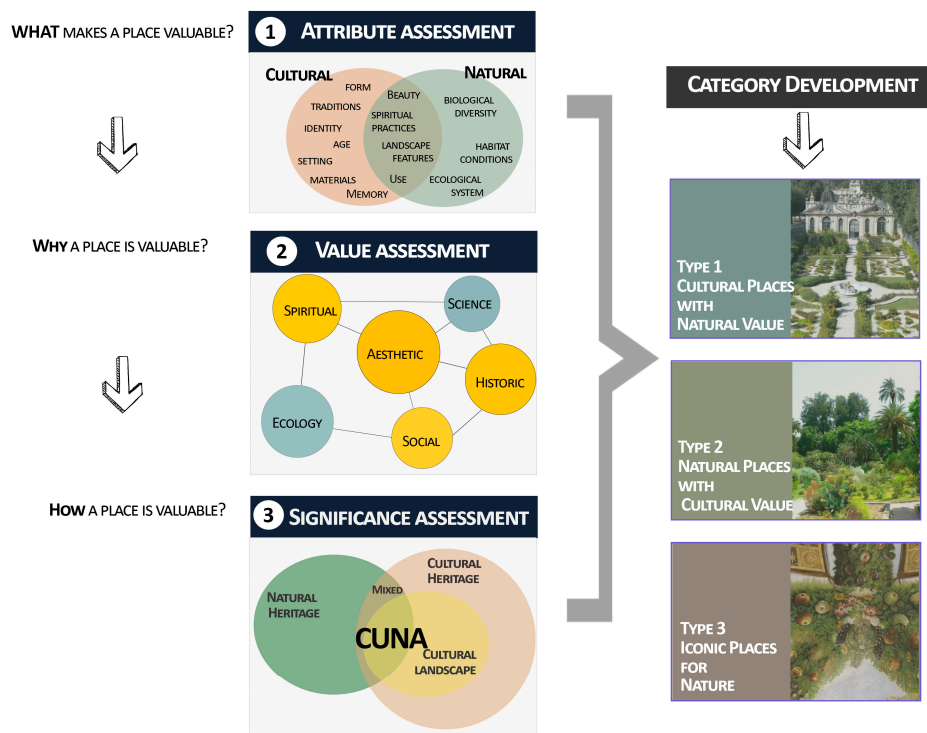 WHAT MAKES A PLACE VALUABLE?
1 ATTRIBUTE ASSESSMENT
CULTURAL
NATURAL
FORM
TRADITIONS
IDENTITY
AGE
SETTING
MATERIALS
MEMORY
BEAUTY
SPIRITUAL
PRACTICES
LANDSCAPE
FEATURES
USE
BIOLOGICAL
DIVERSITY
HABITAT
CONDITIONS
ECOLOGICAL
SYSTEM
WHY A PLACE IS VALUABLE?
2 VALUE ASSESSMENT
SPIRITUAL
SCIENCE
AESTHETIC
HISTORIC
ECOLOGY
SOCIAL
HOW A PLACE IS VALUABLE?
3 SIGNIFICANCE ASSESSMENT
NATURAL
HERITAGE
MIXED
CULTURAL
HERITAGE
CUNA
CULTURAL
LANDSCAPE
CATEGORY DEVELOPMENT
TYPE 1
CULTURAL PLACES
WITH
NATURAL VALUE
TYPE 2
NATURAL PLACES
WITH
CULTURAL VALUE
TYPE 3
ICONIC PLACES
FOR
NATURE